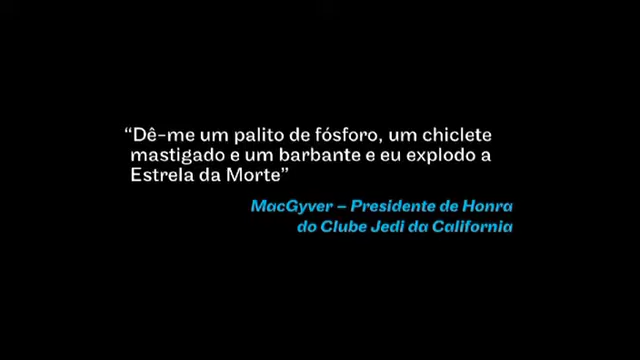 “Dê-me um palito de fósforo, um chiclete
mastigado e um barbante e eu explodo a
Estrela da Morte”
MacGyver – Presidente de Honra
do Clube Jedi da California